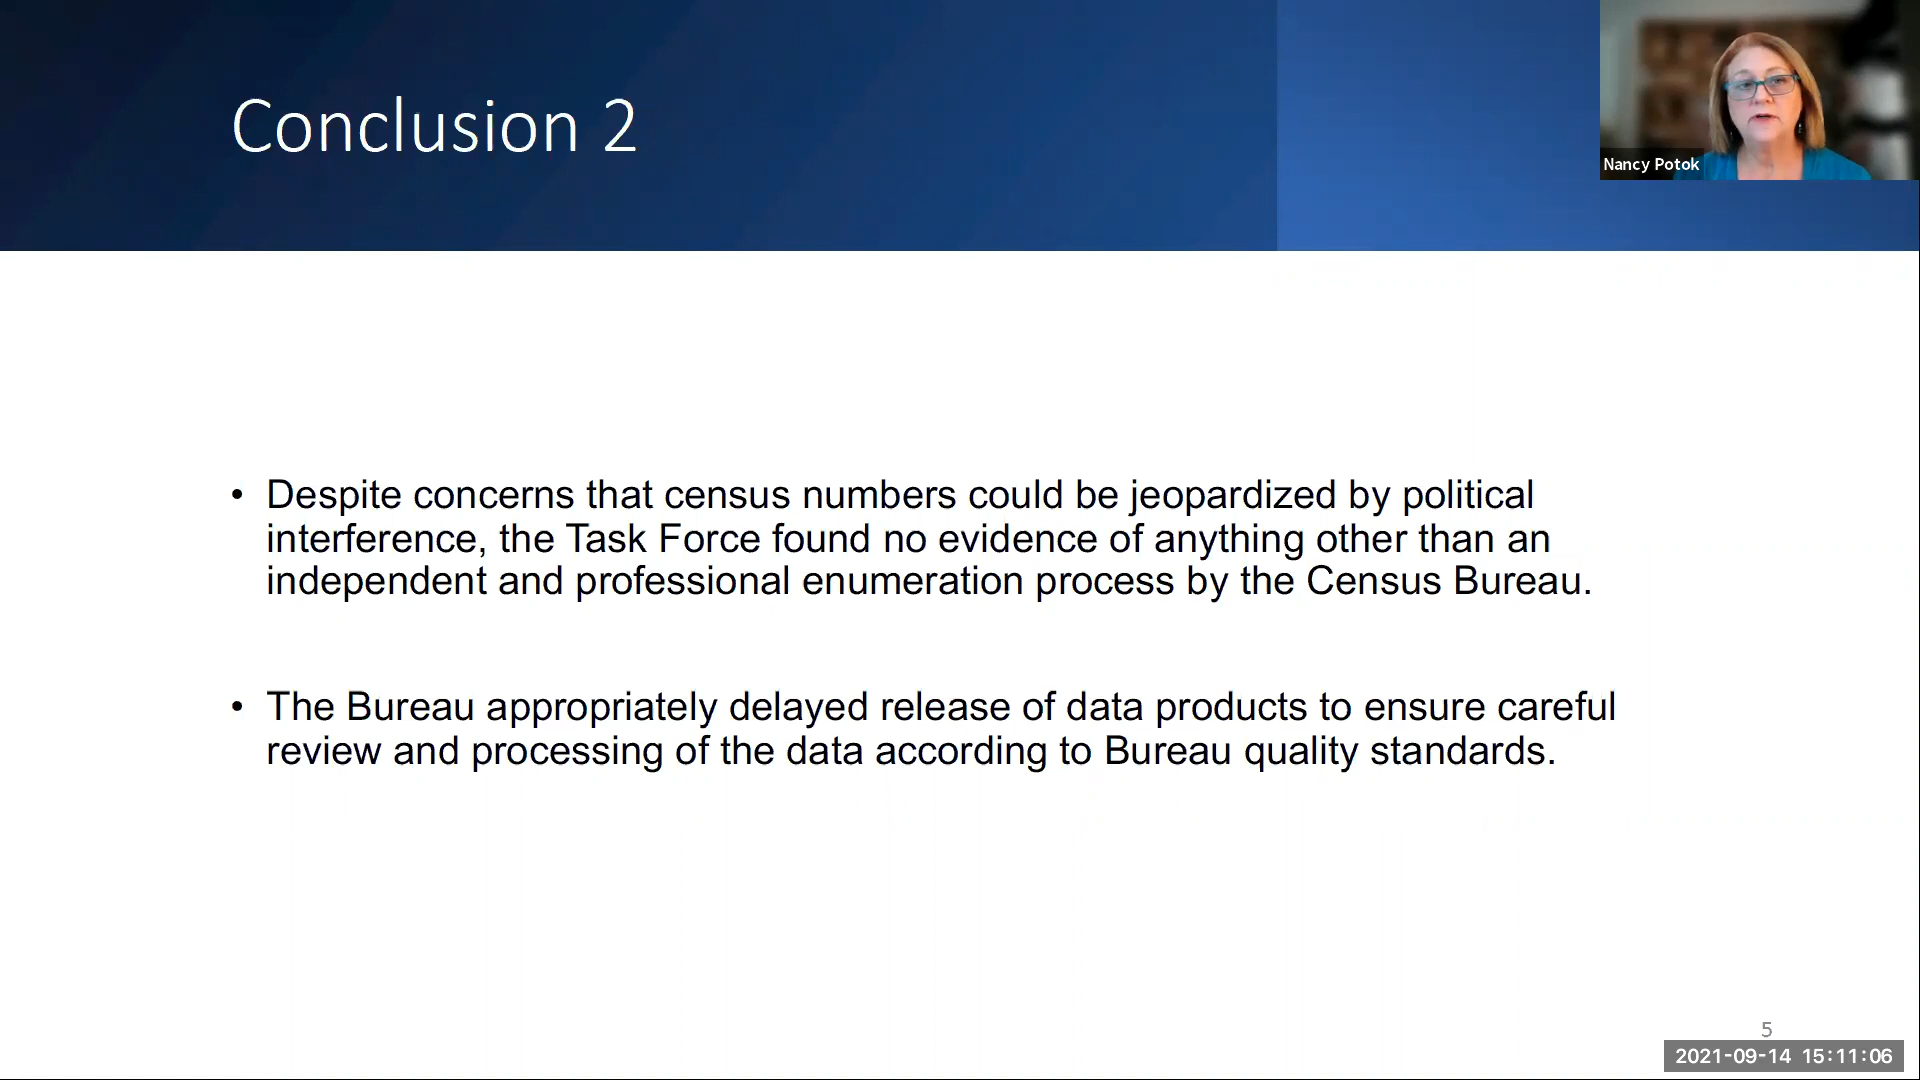 Conclusion 2
Nancy Potok
• Despite concerns that census numbers could be jeopardized by political
interference, the Task Force found no evidence of anything other than an
independent and professional enumeration process by the Census Bureau.
• The Bureau appropriately delayed release of data products to ensure careful
review and processing of the data according to Bureau quality standards.
5
2021-09-14 15:11:06